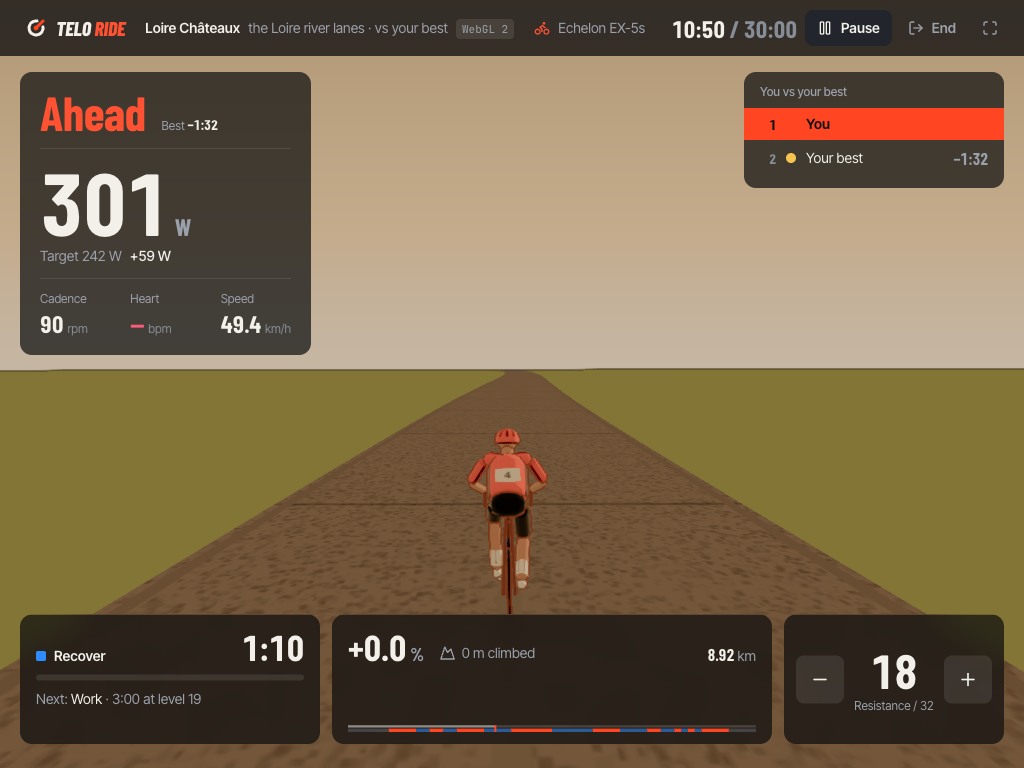 TELO RIDE Loire Châteaux the Loire river lanes · vs your best WebGL 2 Echelon EX-5s 10:50 / 30:00 Pause End
Ahead Best −1:32
301 W
Target 242 W +59 W
Cadence Heart Speed
90 rpm — bpm 49.4 km/h
You vs your best
1 You
2 Your best −1:32
4
Recover 1:10
Next: Work · 3:00 at level 19
+0.0 % 0 m climbed 8.92 km
− 18 +
Resistance / 32